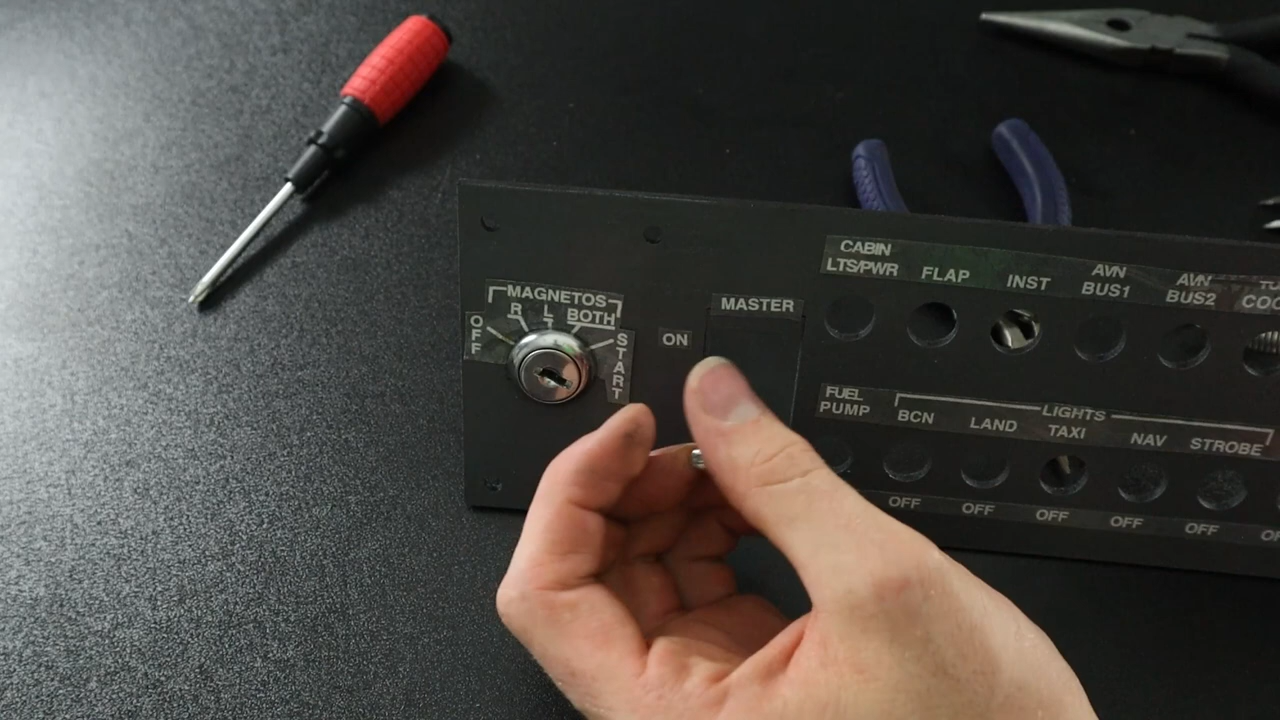 MAGNETOS
OFF
R
L
BOTH
START
ON
MASTER
CABIN
LTS/PWR
FLAP
INST
AVN
BUS1
AVN
BUS2
FUEL
PUMP
LIGHTS
BCN
LAND
TAXI
NAV
STROBE
OFF
OFF
OFF
OFF
OFF